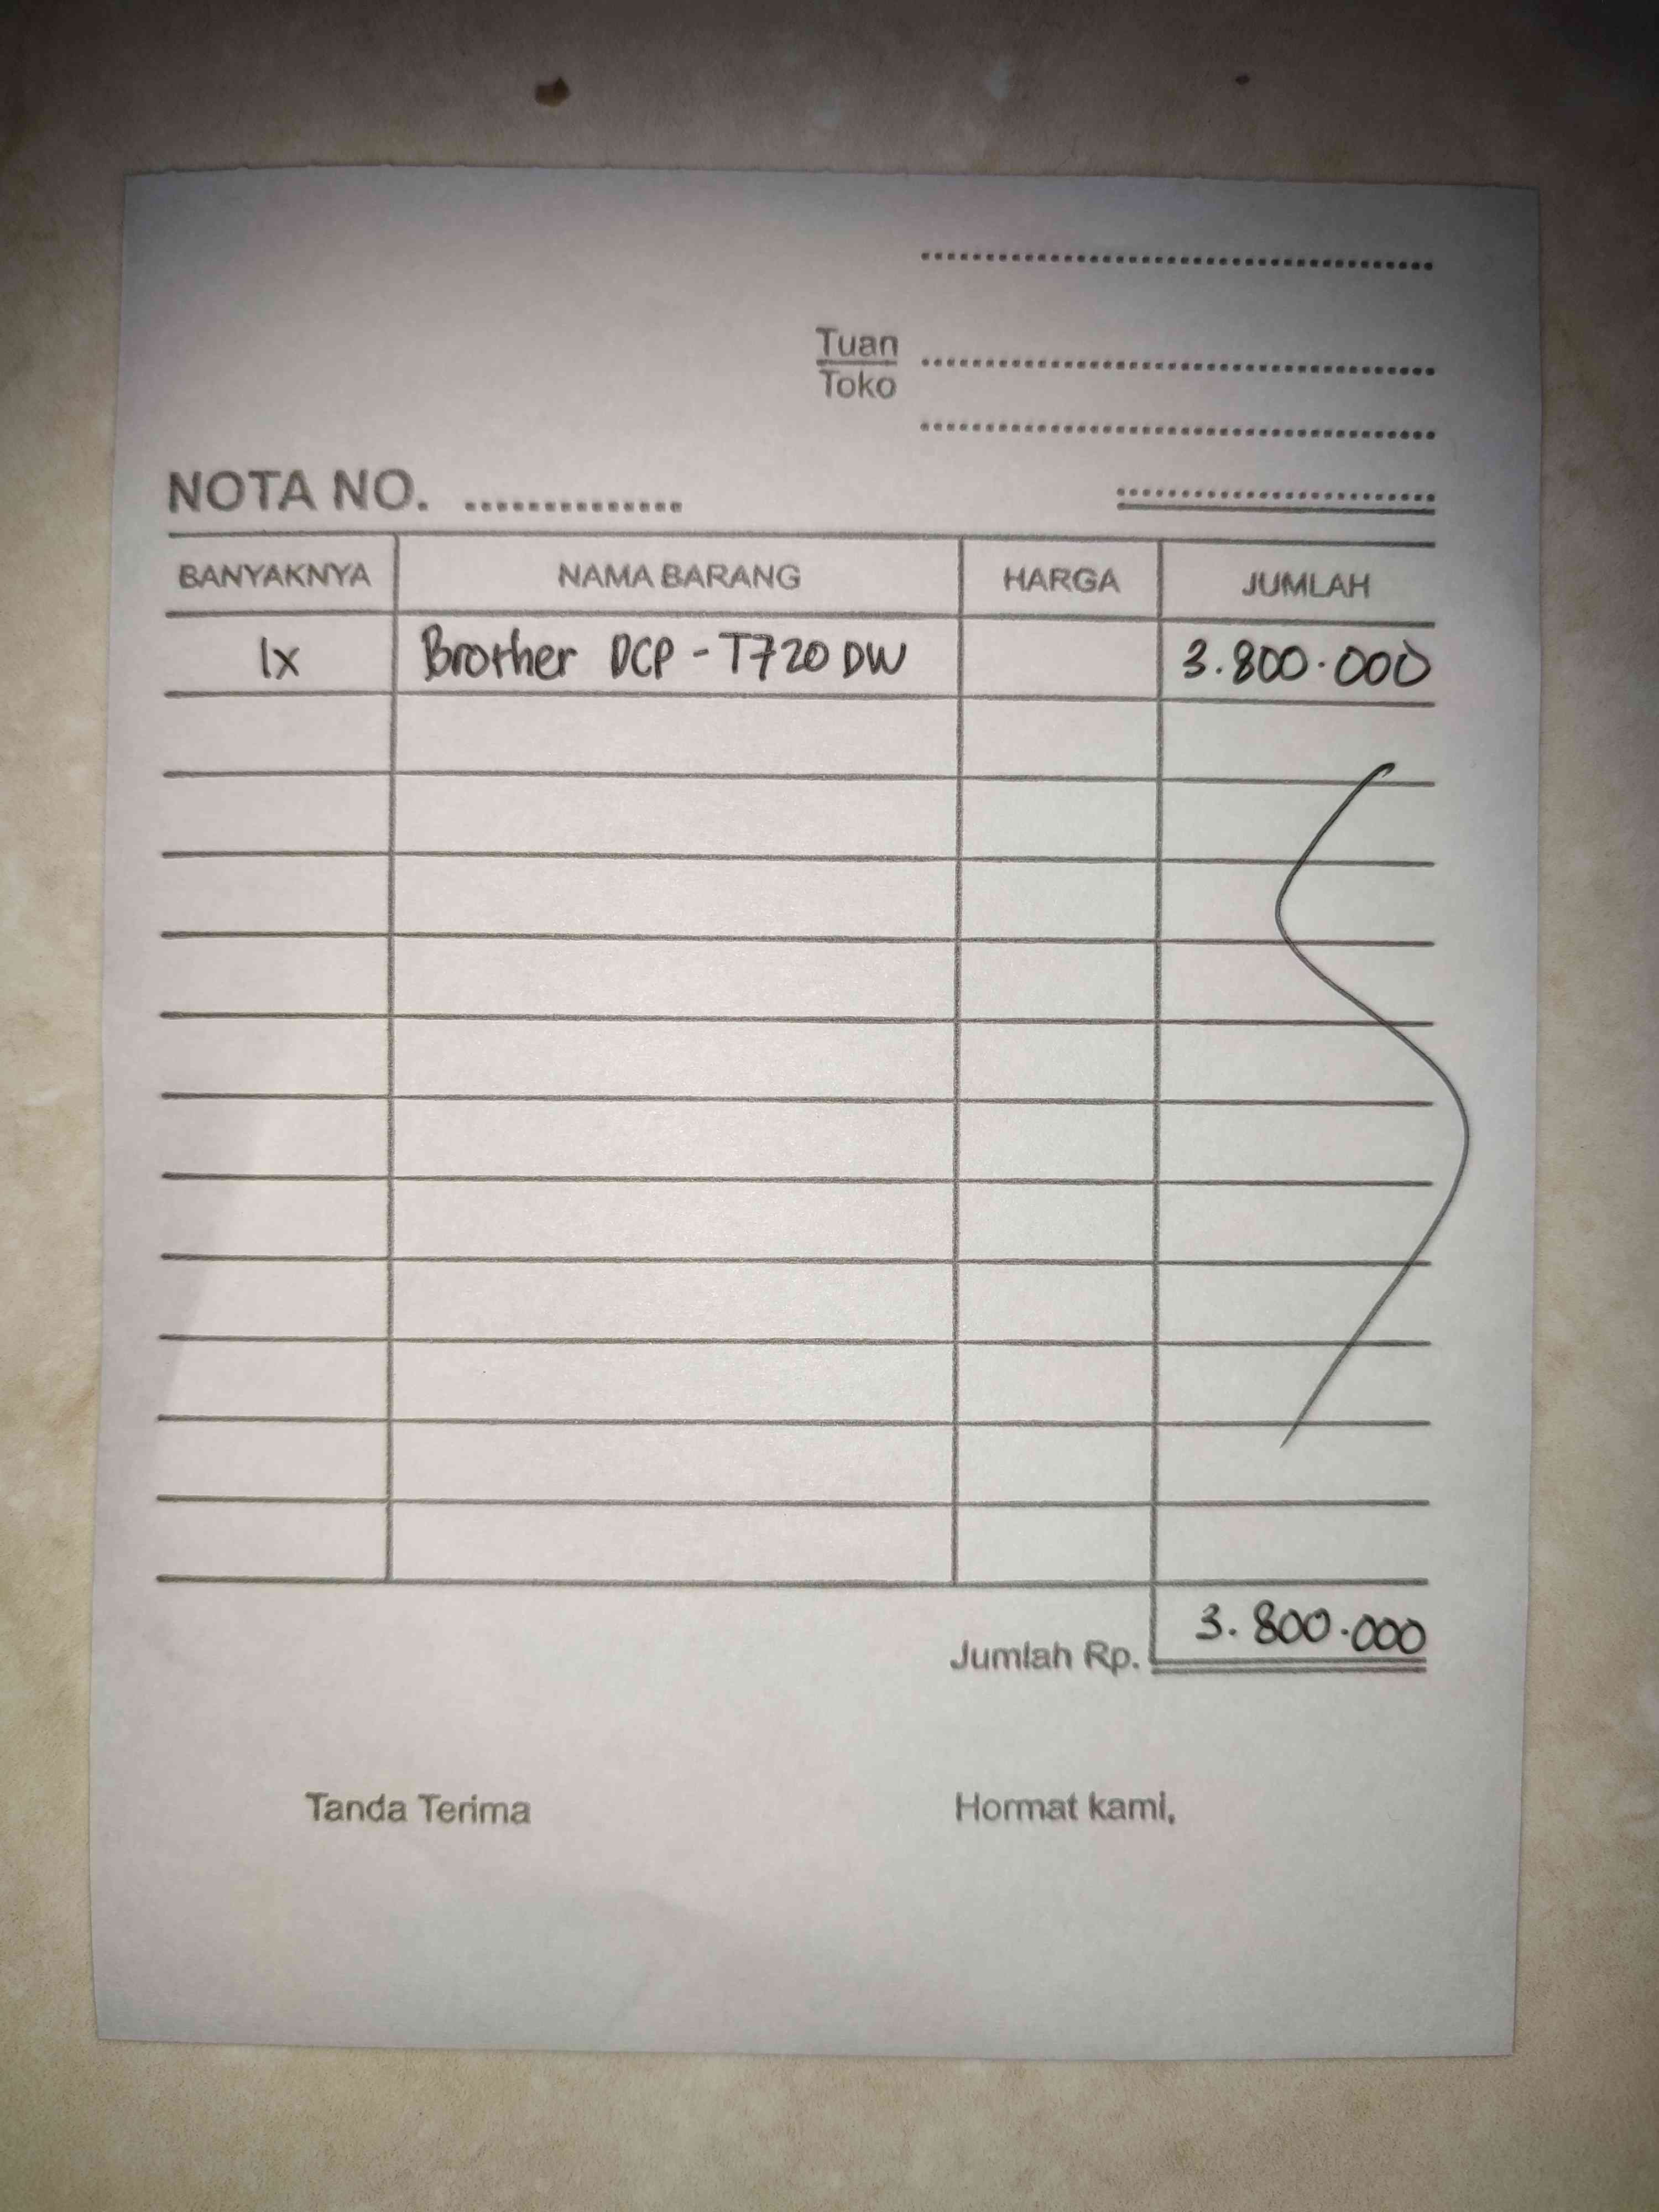 Tuan
Toko
NOTA NO. ..............
BANYAKNYA NAMA BARANG HARGA JUMLAH
1x Brother DCP - T720 DW 3.800.000
Jumlah Rp. 3.800.000
Tanda Terima Hormat kami,